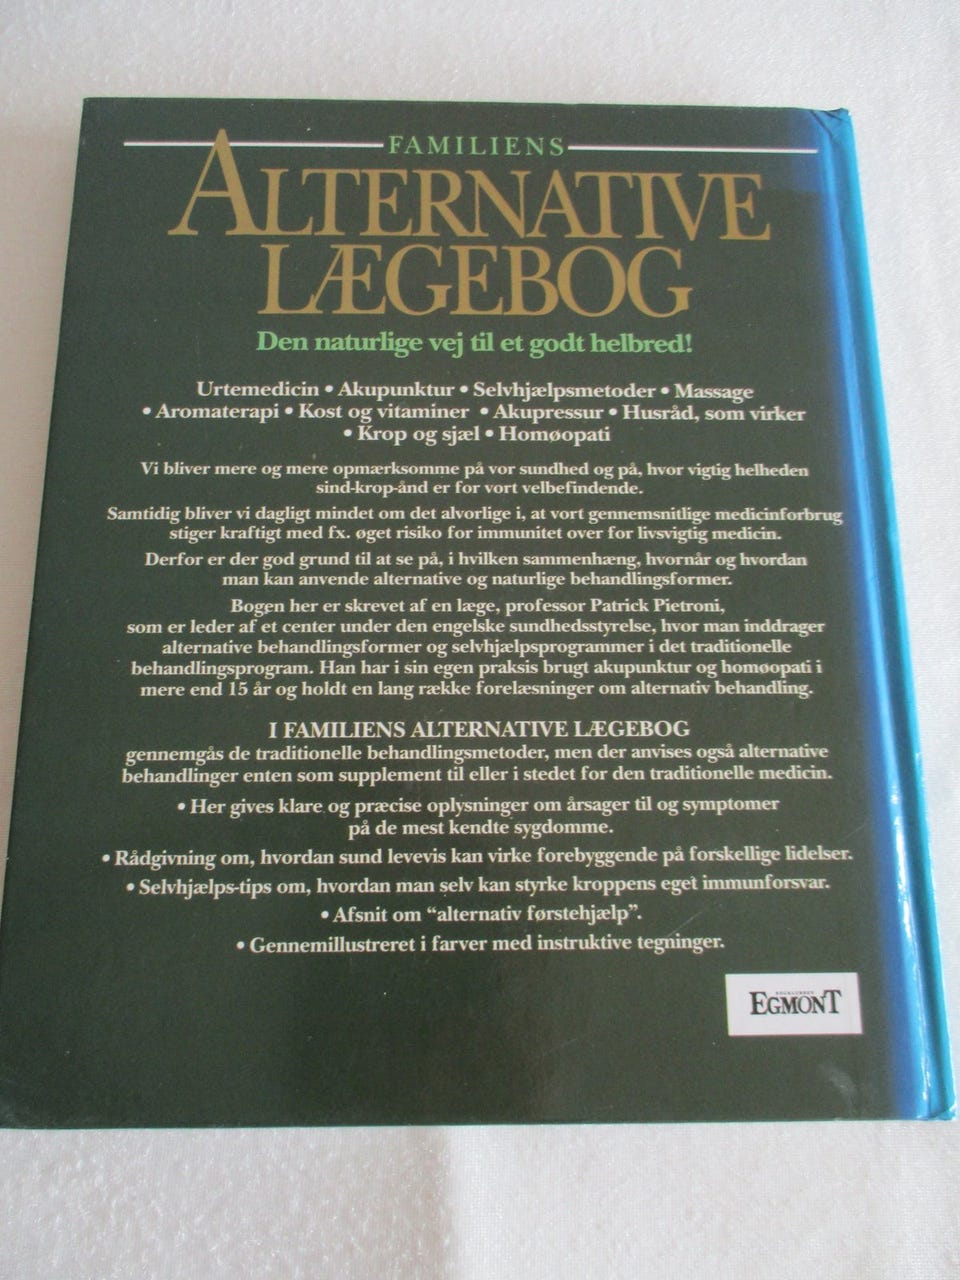 FAMILIENS
ALTERNATIVE
LÆGEBOG
Den naturlige vej til et godt helbred!
Urtemedicin • Akupunktur • Selvhjælpsmetoder • Massage
• Aromaterapi • Kost og vitaminer • Akupressur • Husråd, som virker
• Krop og sjæl • Homøopati
Vi bliver mere og mere opmærksomme på vor sundhed og på, hvor vigtig helheden
sind-krop-ånd er for vort velbefindende.
Samtidig bliver vi dagligt mindet om det alvorlige i, at vort gennemsnitlige medicinforbrug
stiger kraftigt med fx. øget risiko for immunitet over for livsvigtig medicin.
Derfor er der god grund til at se på, i hvilken sammenhæng, hvornår og hvordan
man kan anvende alternative og naturlige behandlingsformer.
Bogen her er skrevet af en læge, professor Patrick Pietroni,
som er leder af et center under den engelske sundhedsstyrelse, hvor man inddrager
alternative behandlingsformer og selvhjælpsprogrammer i det traditionelle
behandlingsprogram. Han har i sin egen praksis brugt akupunktur og homøopati i
mere end 15 år og holdt en lang række forelæsninger om alternativ behandling.
I FAMILIENS ALTERNATIVE LÆGEBOG
gennemgås de traditionelle behandlingsmetoder, men der anvises også alternative
behandlinger enten som supplement til eller i stedet for den traditionelle medicin.
• Her gives klare og præcise oplysninger om årsager til og symptomer
på de mest kendte sygdomme.
• Rådgivning om, hvordan sund levevis kan virke forebyggende på forskellige lidelser.
• Selvhjælps-tips om, hvordan man selv kan styrke kroppens eget immunforsvar.
• Afsnit om “alternativ førstehjælp”.
• Gennemillustreret i farver med instruktive tegninger.
BOGKLUBBEN
EGMONT